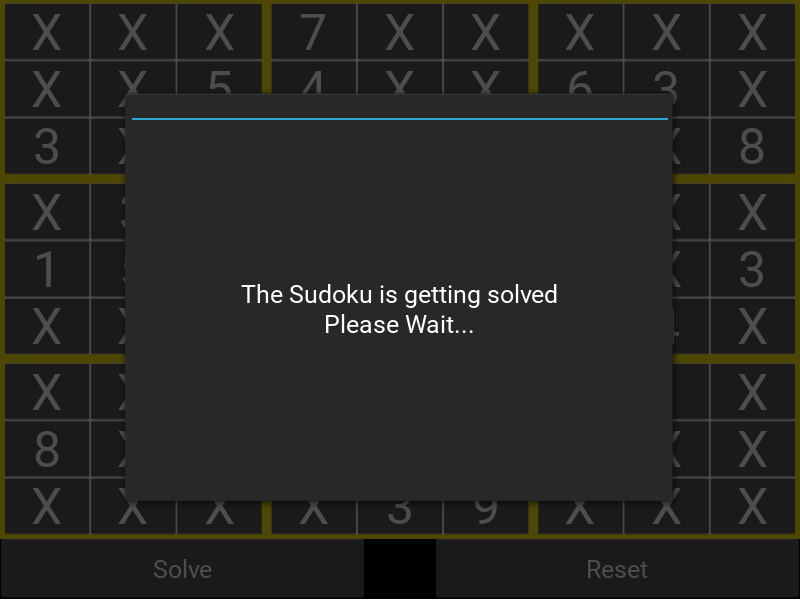 X X X 7 X X X X X
X X 5 4 X X 6 3 X
3 X X 8
X X X
1 X 3
The Sudoku is getting solved
Please Wait...
X X 4 X
X X X
8 X X X
X X X X 3 9 X X X
Solve Reset